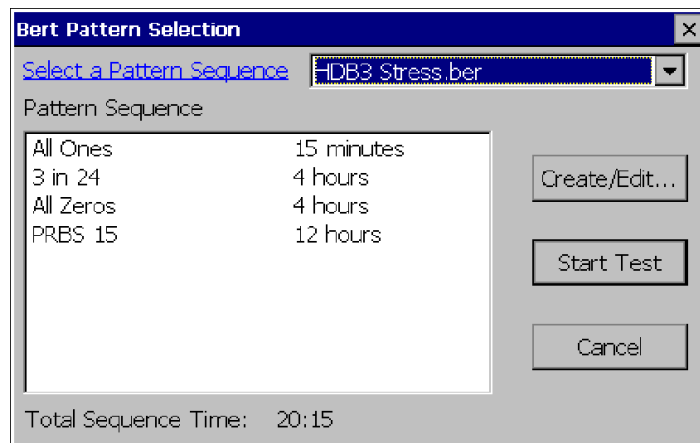 Bert Pattern Selection
Select a Pattern Sequence HDB3 Stress.ber
Pattern Sequence
All Ones 15 minutes
3 in 24 4 hours
All Zeros 4 hours
PRBS 15 12 hours
Create/Edit...
Start Test
Cancel
Total Sequence Time: 20:15